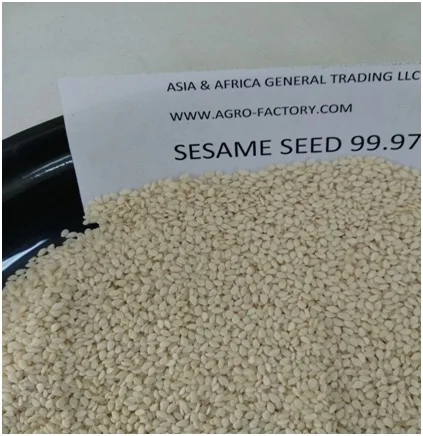 ASIA & AFRICA GENERAL TRADING LLC
WWW.AGRO-FACTORY.COM
SESAME SEED 99.97